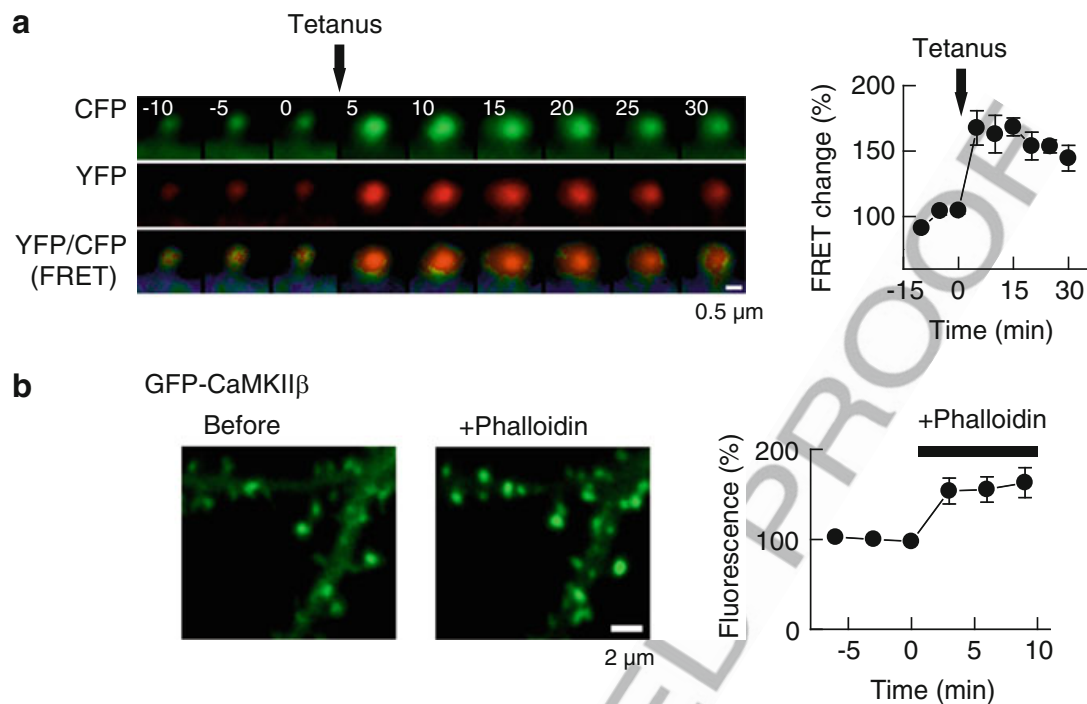 a
Tetanus
CFP
-10 -5 0 5 10 15 20 25 30
YFP
YFP/CFP
(FRET)
0.5 µm
Tetanus
FRET change (%)
200
150
100
-15 0 15 30
Time (min)
b
GFP-CaMKIIβ
Before
+Phalloidin
2 µm
+Phalloidin
Fluorescence (%)
200
100
0
-5 0 5 10
Time (min)
PROOF